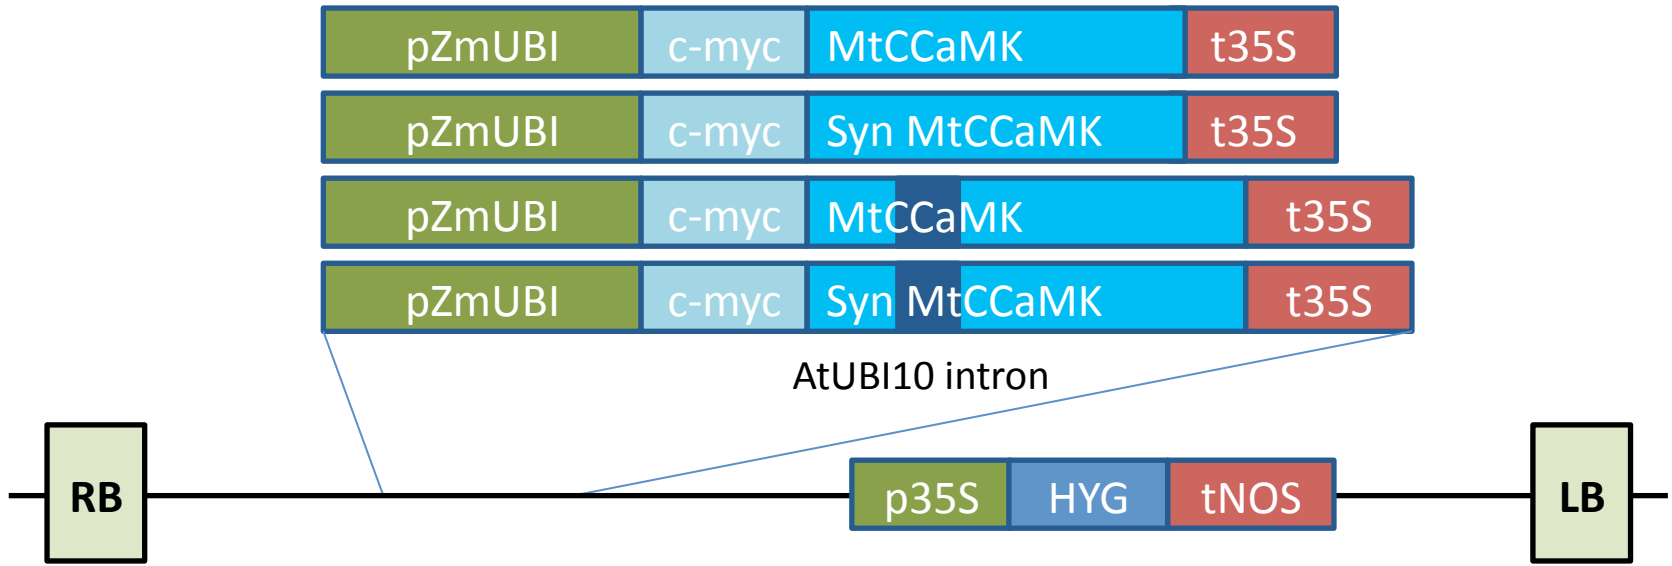 pZmUBI c-myc MtCCaMK t35S
pZmUBI c-myc Syn MtCCaMK t35S
pZmUBI c-myc MtCCaMK t35S
pZmUBI c-myc Syn MtCCaMK t35S
AtUBI10 intron
RB p35S HYG tNOS LB